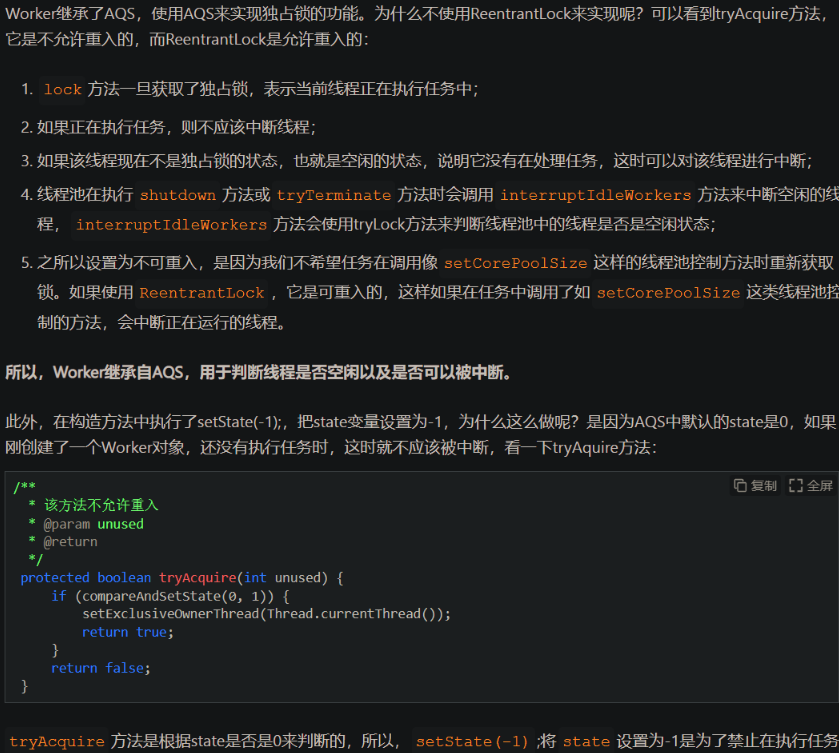 Worker继承了AQS，使用AQS来实现独占锁的功能。为什么不使用ReentrantLock来实现呢？可以看到tryAcquire方法，
它是不允许重入的，而ReentrantLock是允许重入的：
1. lock 方法一旦获取了独占锁，表示当前线程正在执行任务中；
2. 如果正在执行任务，则不应该中断线程；
3. 如果该线程现在不是独占锁的状态，也就是空闲的状态，说明它没有在处理任务，这时可以对该线程进行中断；
4. 线程池在执行 shutdown 方法或 tryTerminate 方法时会调用 interruptIdleWorkers 方法来中断空闲的线
程， interruptIdleWorkers 方法会使用tryLock方法来判断线程池中的线程是否是空闲状态；
5. 之所以设置为不可重入，是因为我们不希望任务在调用像 setCorePoolSize 这样的线程池控制方法时重新获取
锁。如果使用 ReentrantLock ，它是可重入的，这样如果在任务中调用了如 setCorePoolSize 这类线程池控
制的方法，会中断正在运行的线程。
所以，Worker继承自AQS，用于判断线程是否空闲以及是否可以被中断。
此外，在构造方法中执行了setState(-1);，把state变量设置为-1，为什么这么做呢？是因为AQS中默认的state是0，如果
刚创建了一个Worker对象，还没有执行任务时，这时就不应该被中断，看一下tryAquire方法：
复制 全屏
/**
* 该方法不允许重入
* @param unused
* @return
*/
protected boolean tryAcquire(int unused) {
if (compareAndSetState(0, 1)) {
setExclusiveOwnerThread(Thread.currentThread());
return true;
}
return false;
}
tryAcquire 方法是根据state是否是0来判断的，所以， setState(-1) ;将 state 设置为-1是为了禁止在执行任务